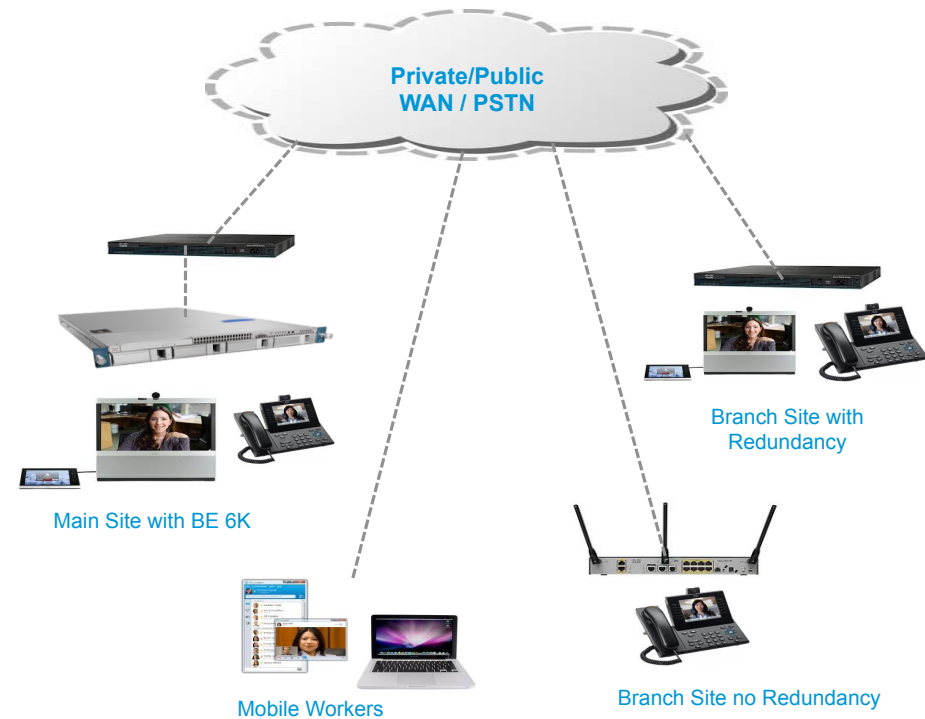 Private/Public
WAN / PSTN
Branch Site with
Redundancy
Main Site with BE 6K
Branch Site no Redundancy
Mobile Workers